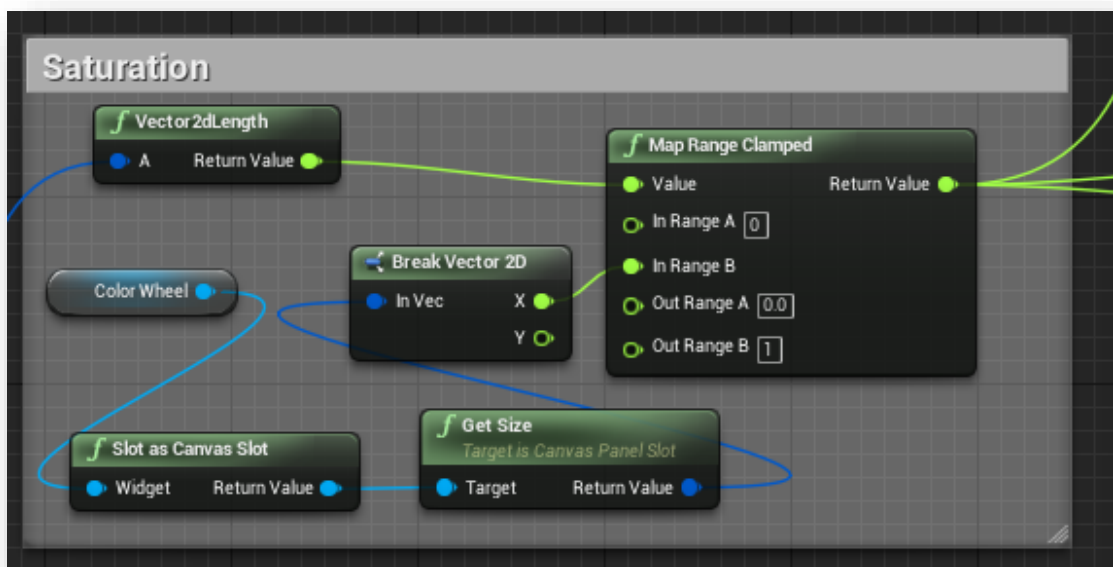 Saturation
Vector2dLength
A Return Value
Map Range Clamped
Value Return Value
In Range A 0
In Range B
Out Range A 0.0
Out Range B 1
Break Vector 2D
In Vec X
Y
Color Wheel
Slot as Canvas Slot
Widget Return Value
Get Size
Target is Canvas Panel Slot
Target Return Value